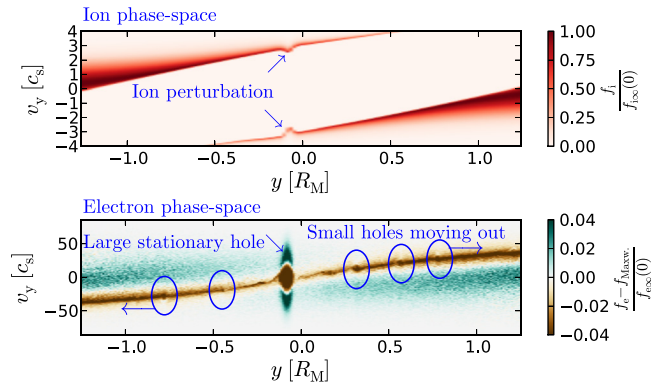 Ion phase-space
4
3
2
1
0
−1
−2
−3
−4
v_y [c_s]
Ion perturbation
−1.0 −0.5 0.0 0.5 1.0
y [R_M]
1.00
0.75
0.50
0.25
0.00
f_i
f_i∞(0)
Electron phase-space
50
0
−50
v_y [c_s]
Large stationary hole
Small holes moving out
−1.0 −0.5 0.0 0.5 1.0
y [R_M]
0.04
0.02
0.00
−0.02
−0.04
f_e−f_Maxw.
f_e∞(0)